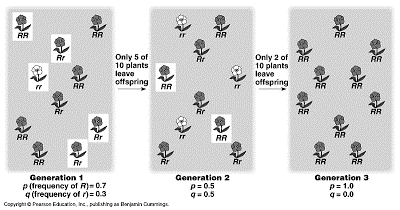 RR
RR
Rr
rr
RR
Rr
RR
Rr
Rr
RR
Generation 1
p (frequency of R) = 0.7
q (frequency of r) = 0.3
Only 5 of
10 plants
leave
offspring
rr
RR
Rr
RR
rr
Rr
rr
Rr
RR
Rr
Generation 2
p = 0.5
q = 0.5
Only 2 of
10 plants
leave
offspring
RR
RR
RR
RR
RR
RR
RR
RR
RR
RR
Generation 3
p = 1.0
q = 0.0
Copyright © Pearson Education, Inc., publishing as Benjamin Cummings.